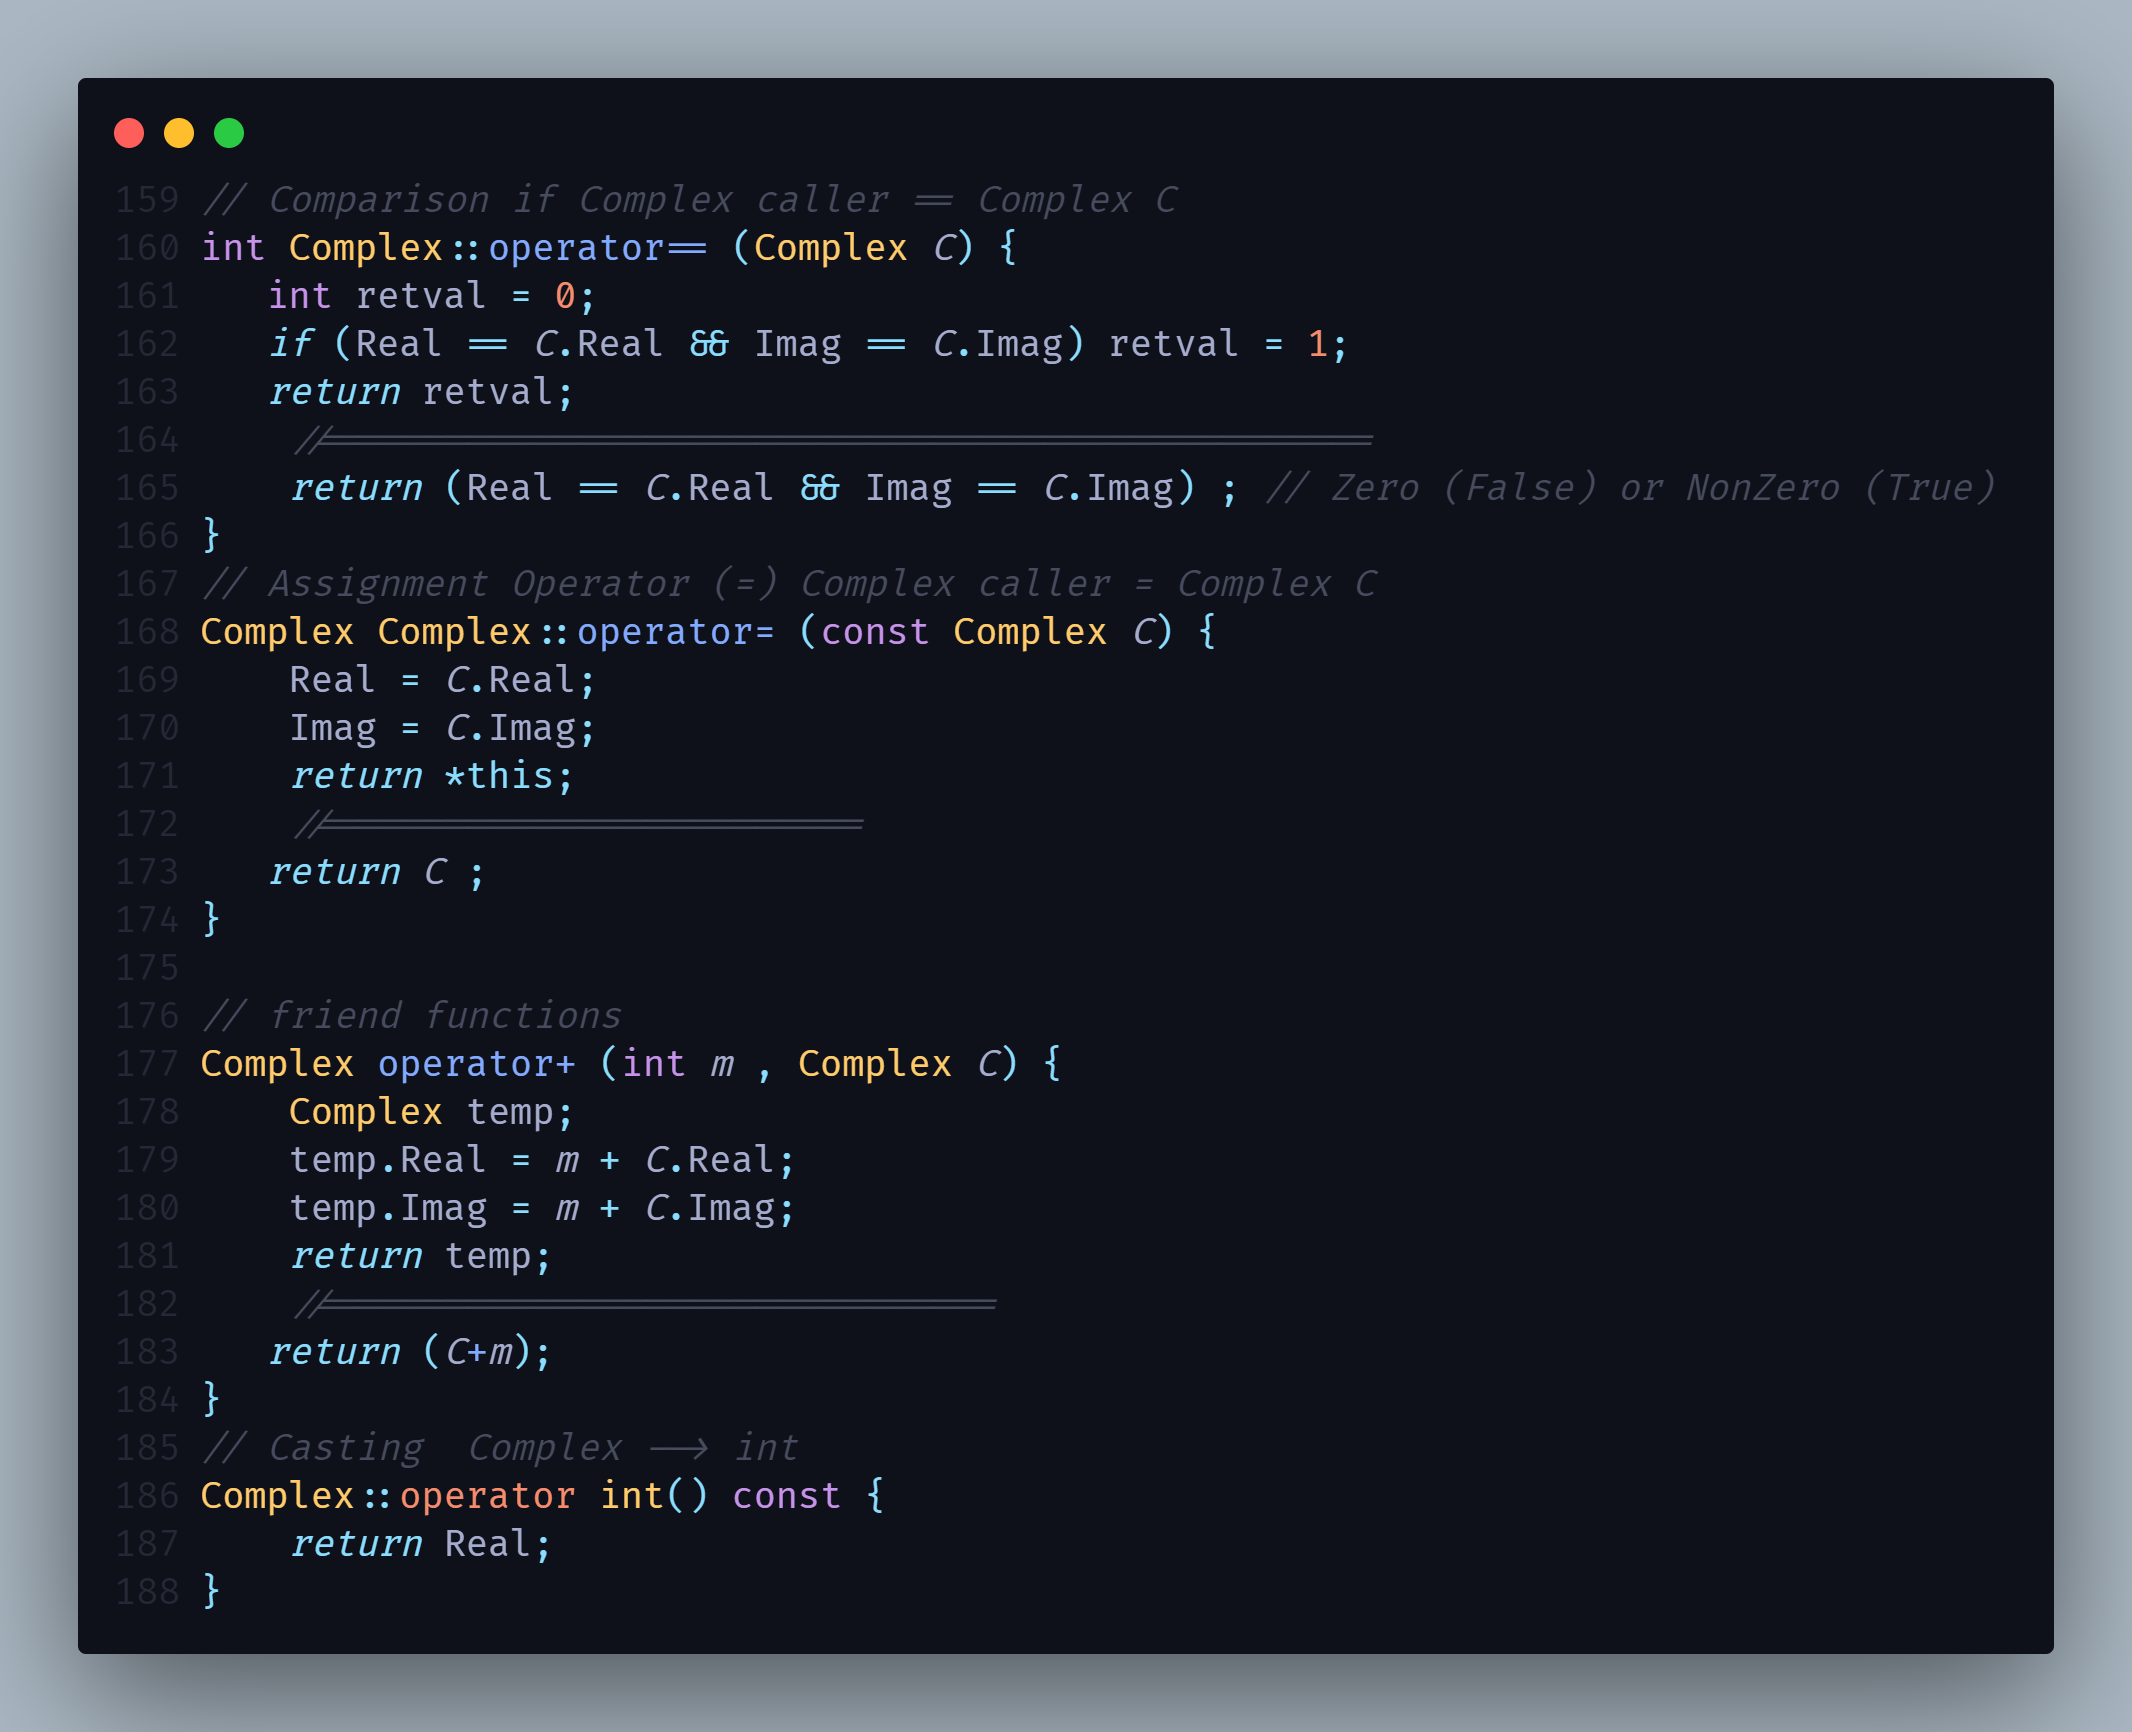 159 // Comparison if Complex caller == Complex C
160 int Complex::operator== (Complex C) {
161    int retval = 0;
162    if (Real == C.Real && Imag == C.Imag) retval = 1;
163    return retval;
164     //===============================================
165     return (Real == C.Real && Imag == C.Imag) ; // Zero (False) or NonZero (True)
166 }
167 // Assignment Operator (=) Complex caller = Complex C
168 Complex Complex::operator= (const Complex C) {
169     Real = C.Real;
170     Imag = C.Imag;
171     return *this;
172     //========================
173    return C ;
174 }
175
176 // friend functions
177 Complex operator+ (int m , Complex C) {
178     Complex temp;
179     temp.Real = m + C.Real;
180     temp.Imag = m + C.Imag;
181     return temp;
182     //==============================
183    return (C+m);
184 }
185 // Casting  Complex --> int
186 Complex::operator int() const {
187     return Real;
188 }